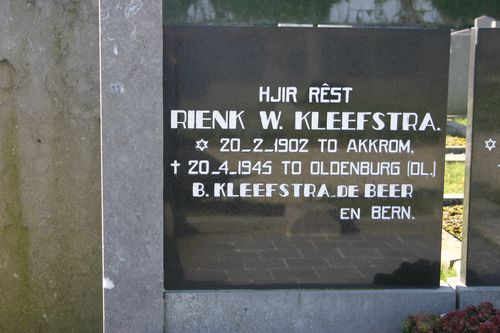 HJIR RÊST
RIENK W. KLEEFSTRA.
✡ 20_2_1902 TO AKKROM,
† 20_4_1945 TO OLDENBURG (DL.)
B. KLEEFSTRA_DE BEER
EN BERN.